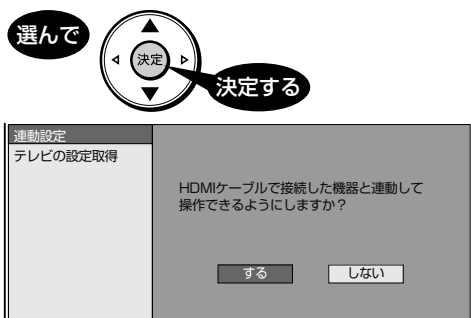 選んで
決定
決定する
連動設定
テレビの設定取得
HDMIケーブルで接続した機器と連動して
操作できるようにしますか？
する
しない